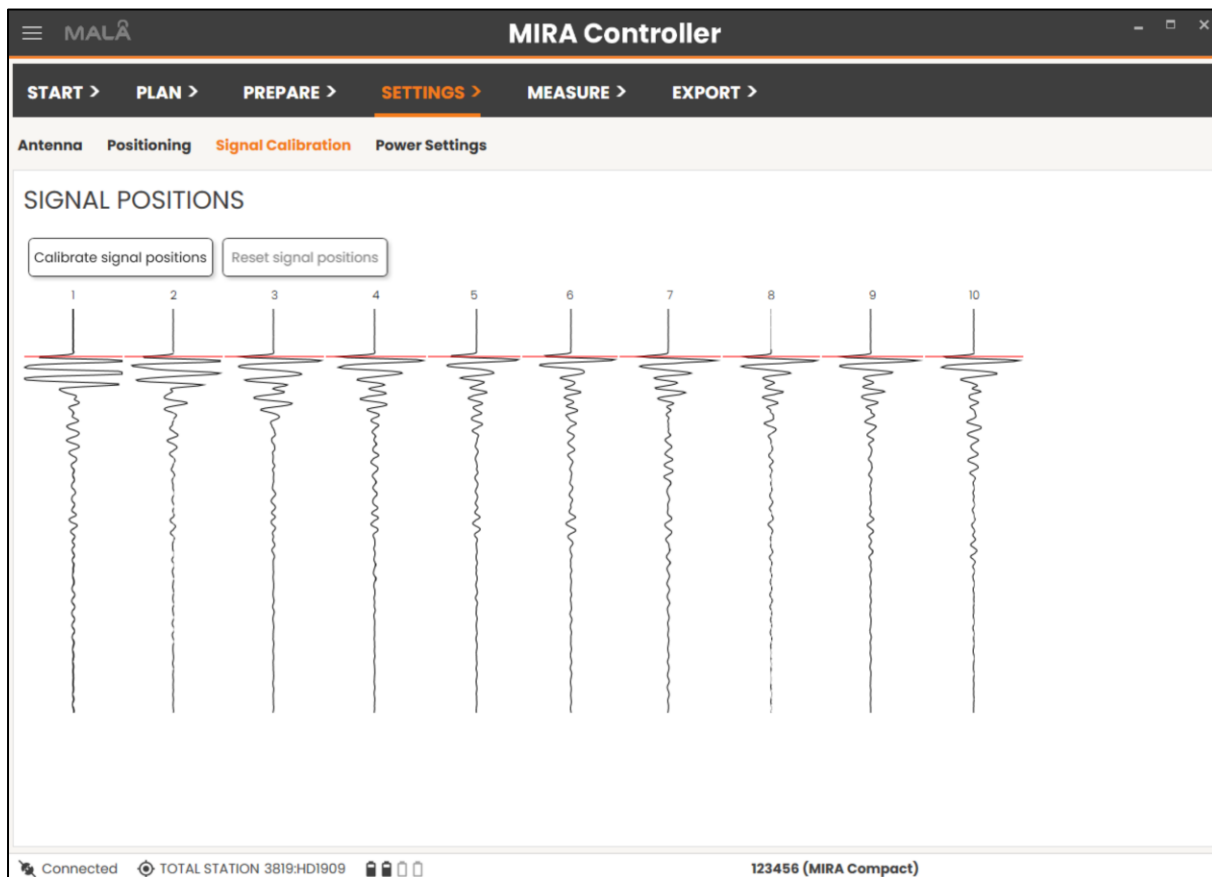 MALÅ MIRA Controller
START > PLAN > PREPARE > SETTINGS > MEASURE > EXPORT >
Antenna Positioning Signal Calibration Power Settings
SIGNAL POSITIONS
Calibrate signal positions Reset signal positions
1 2 3 4 5 6 7 8 9 10
Connected TOTAL STATION 3819:HD1909 123456 (MIRA Compact)